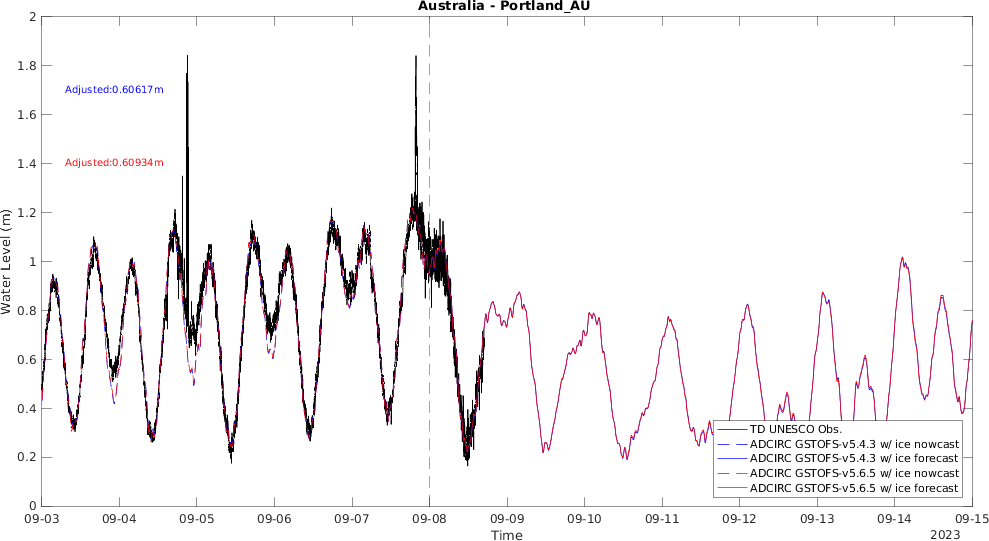 Australia - Portland_AU
2
1.8
1.6
1.4
1.2
1
0.8
0.6
0.4
0.2
0
Water Level (m)
Adjusted:0.60617m
Adjusted:0.60934m
TD UNESCO Obs.
ADCIRC GSTOFS-v5.4.3 w/ ice nowcast
ADCIRC GSTOFS-v5.4.3 w/ ice forecast
ADCIRC GSTOFS-v5.6.5 w/ ice nowcast
ADCIRC GSTOFS-v5.6.5 w/ ice forecast
09-03 09-04 09-05 09-06 09-07 09-08 09-09 09-10 09-11 09-12 09-13 09-14 09-15
Time
2023